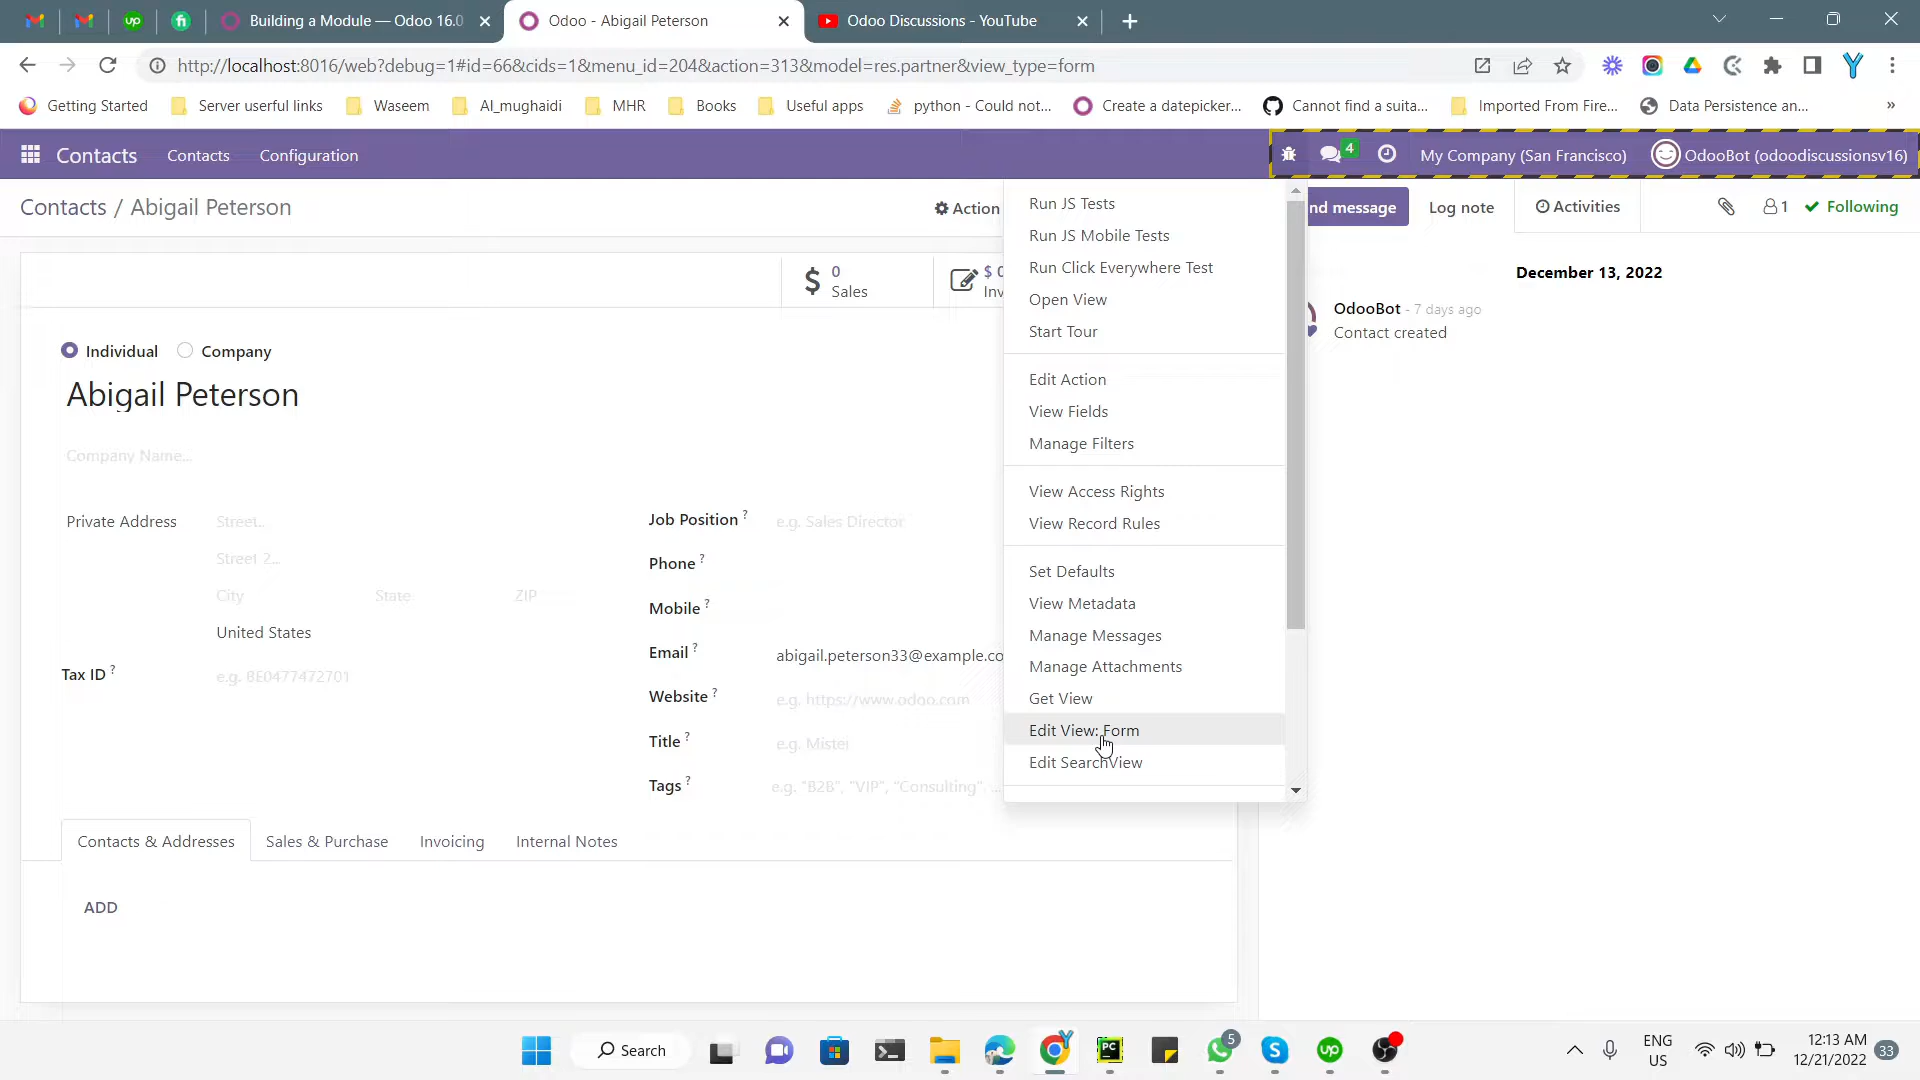 Building a Module — Odoo 16.0
Odoo - Abigail Peterson
Odoo Discussions - YouTube
http://localhost:8016/web?debug=1#id=66&cids=1&menu_id=204&action=313&model=res.partner&view_type=form
Getting Started
Server useful links
Waseem
Al_mughaidi
MHR
Books
Useful apps
python - Could not...
Create a datepicker...
Cannot find a suita...
Imported From Fire...
Data Persistence an...
»
Contacts
Contacts
Configuration
4
My Company (San Francisco)
OdooBot (odoodiscussionsv16)
Contacts / Abigail Peterson
Action
nd message
Log note
Activities
1
Following
0
Sales
$ 0
Inv
Individual
Company
Abigail Peterson
Company Name...
Private Address
Street...
Street 2...
City
State
ZIP
United States
Tax ID ?
e.g. BE0477472701
Job Position ?
e.g. Sales Director
Phone ?
Mobile ?
Email ?
abigail.peterson33@example.co
Website ?
e.g. https://www.odoo.com
Title ?
e.g. Mister
Tags ?
e.g. "B2B", "VIP", "Consulting", ...
Run JS Tests
Run JS Mobile Tests
Run Click Everywhere Test
Open View
Start Tour
Edit Action
View Fields
Manage Filters
View Access Rights
View Record Rules
Set Defaults
View Metadata
Manage Messages
Manage Attachments
Get View
Edit View: Form
Edit SearchView
December 13, 2022
OdooBot - 7 days ago
Contact created
Contacts & Addresses
Sales & Purchase
Invoicing
Internal Notes
ADD
Search
5
ENG
US
12:13 AM
12/21/2022
33